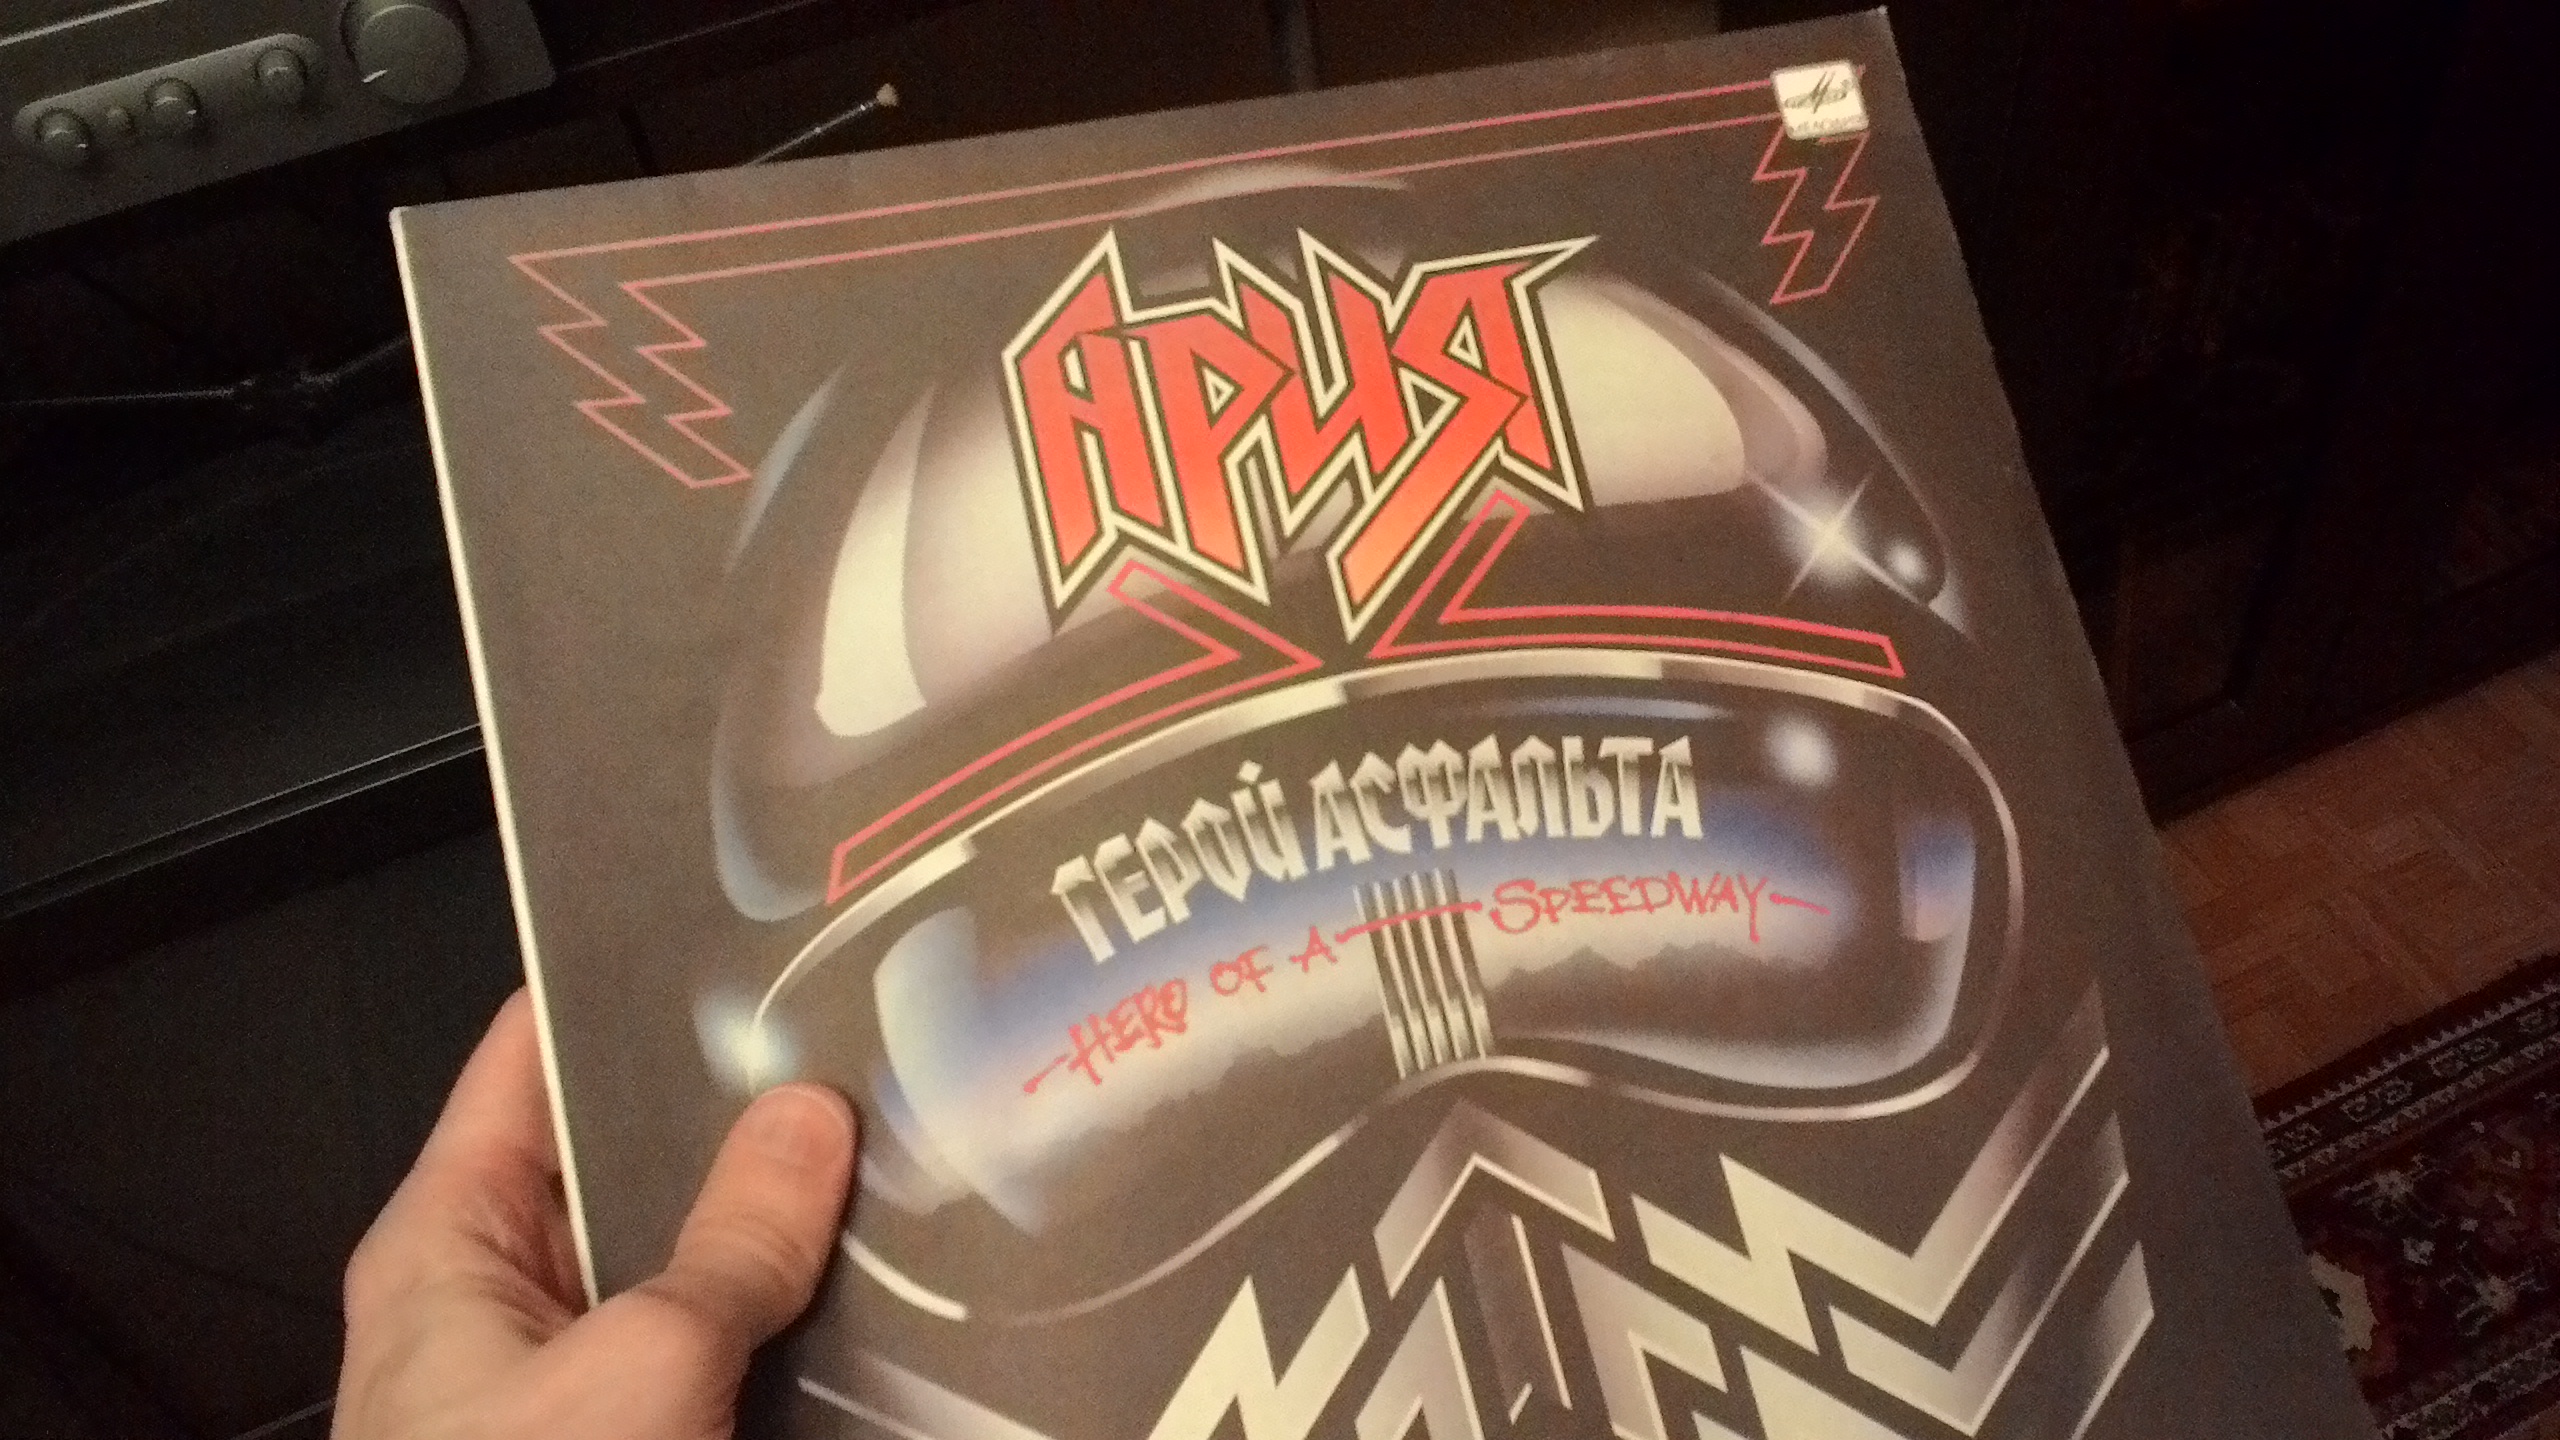 АРИЯ
ГЕРОЙ АСФАЛЬТА
HERO OF A SPEEDWAY